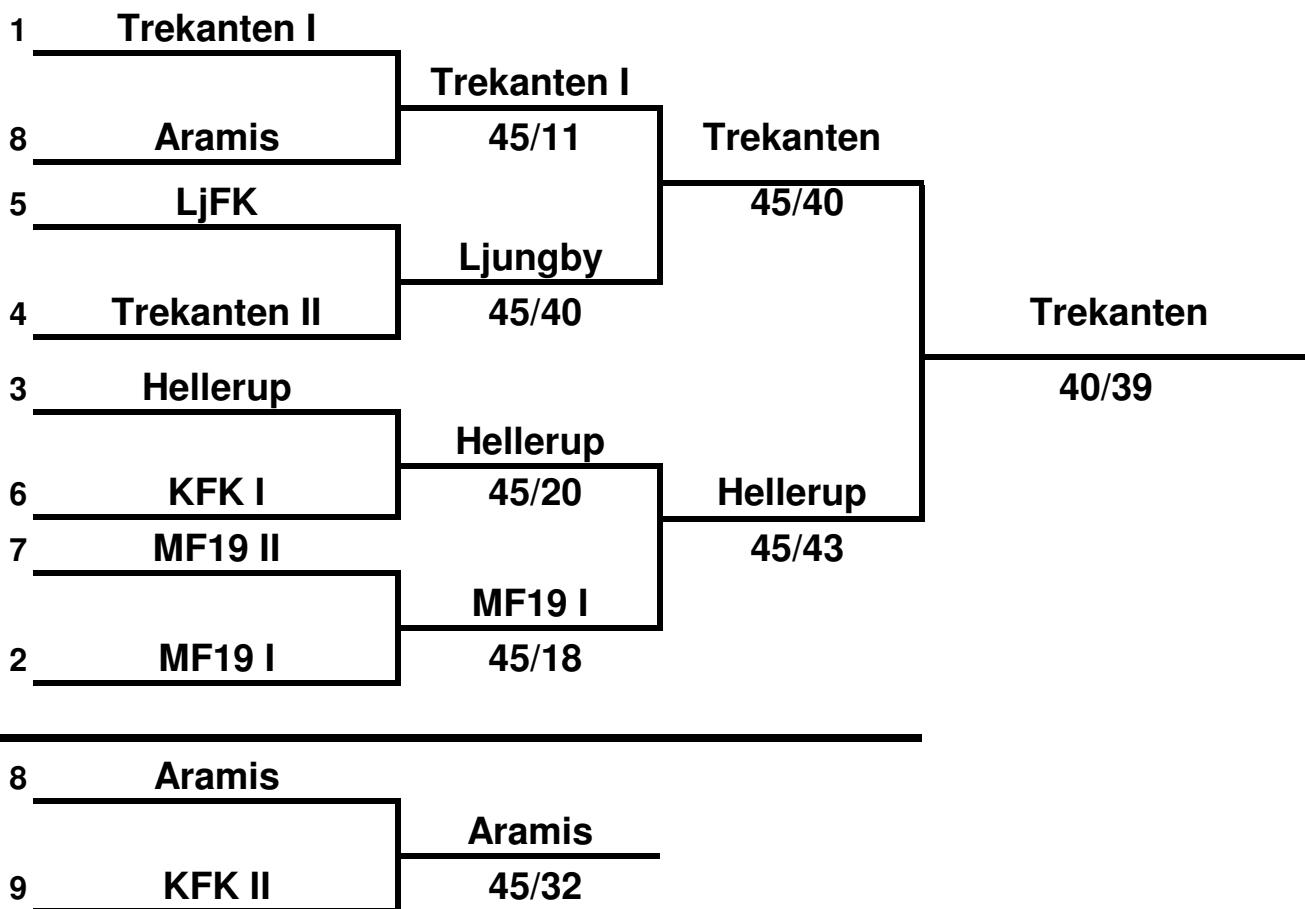 1 Trekanten I
Trekanten I
8 Aramis 45/11 Trekanten
5 LjFK 45/40
Ljungby
4 Trekanten II 45/40 Trekanten
3 Hellerup 40/39
Hellerup
6 KFK I 45/20 Hellerup
7 MF19 II 45/43
MF19 I
2 MF19 I 45/18
8 Aramis
Aramis
9 KFK II 45/32